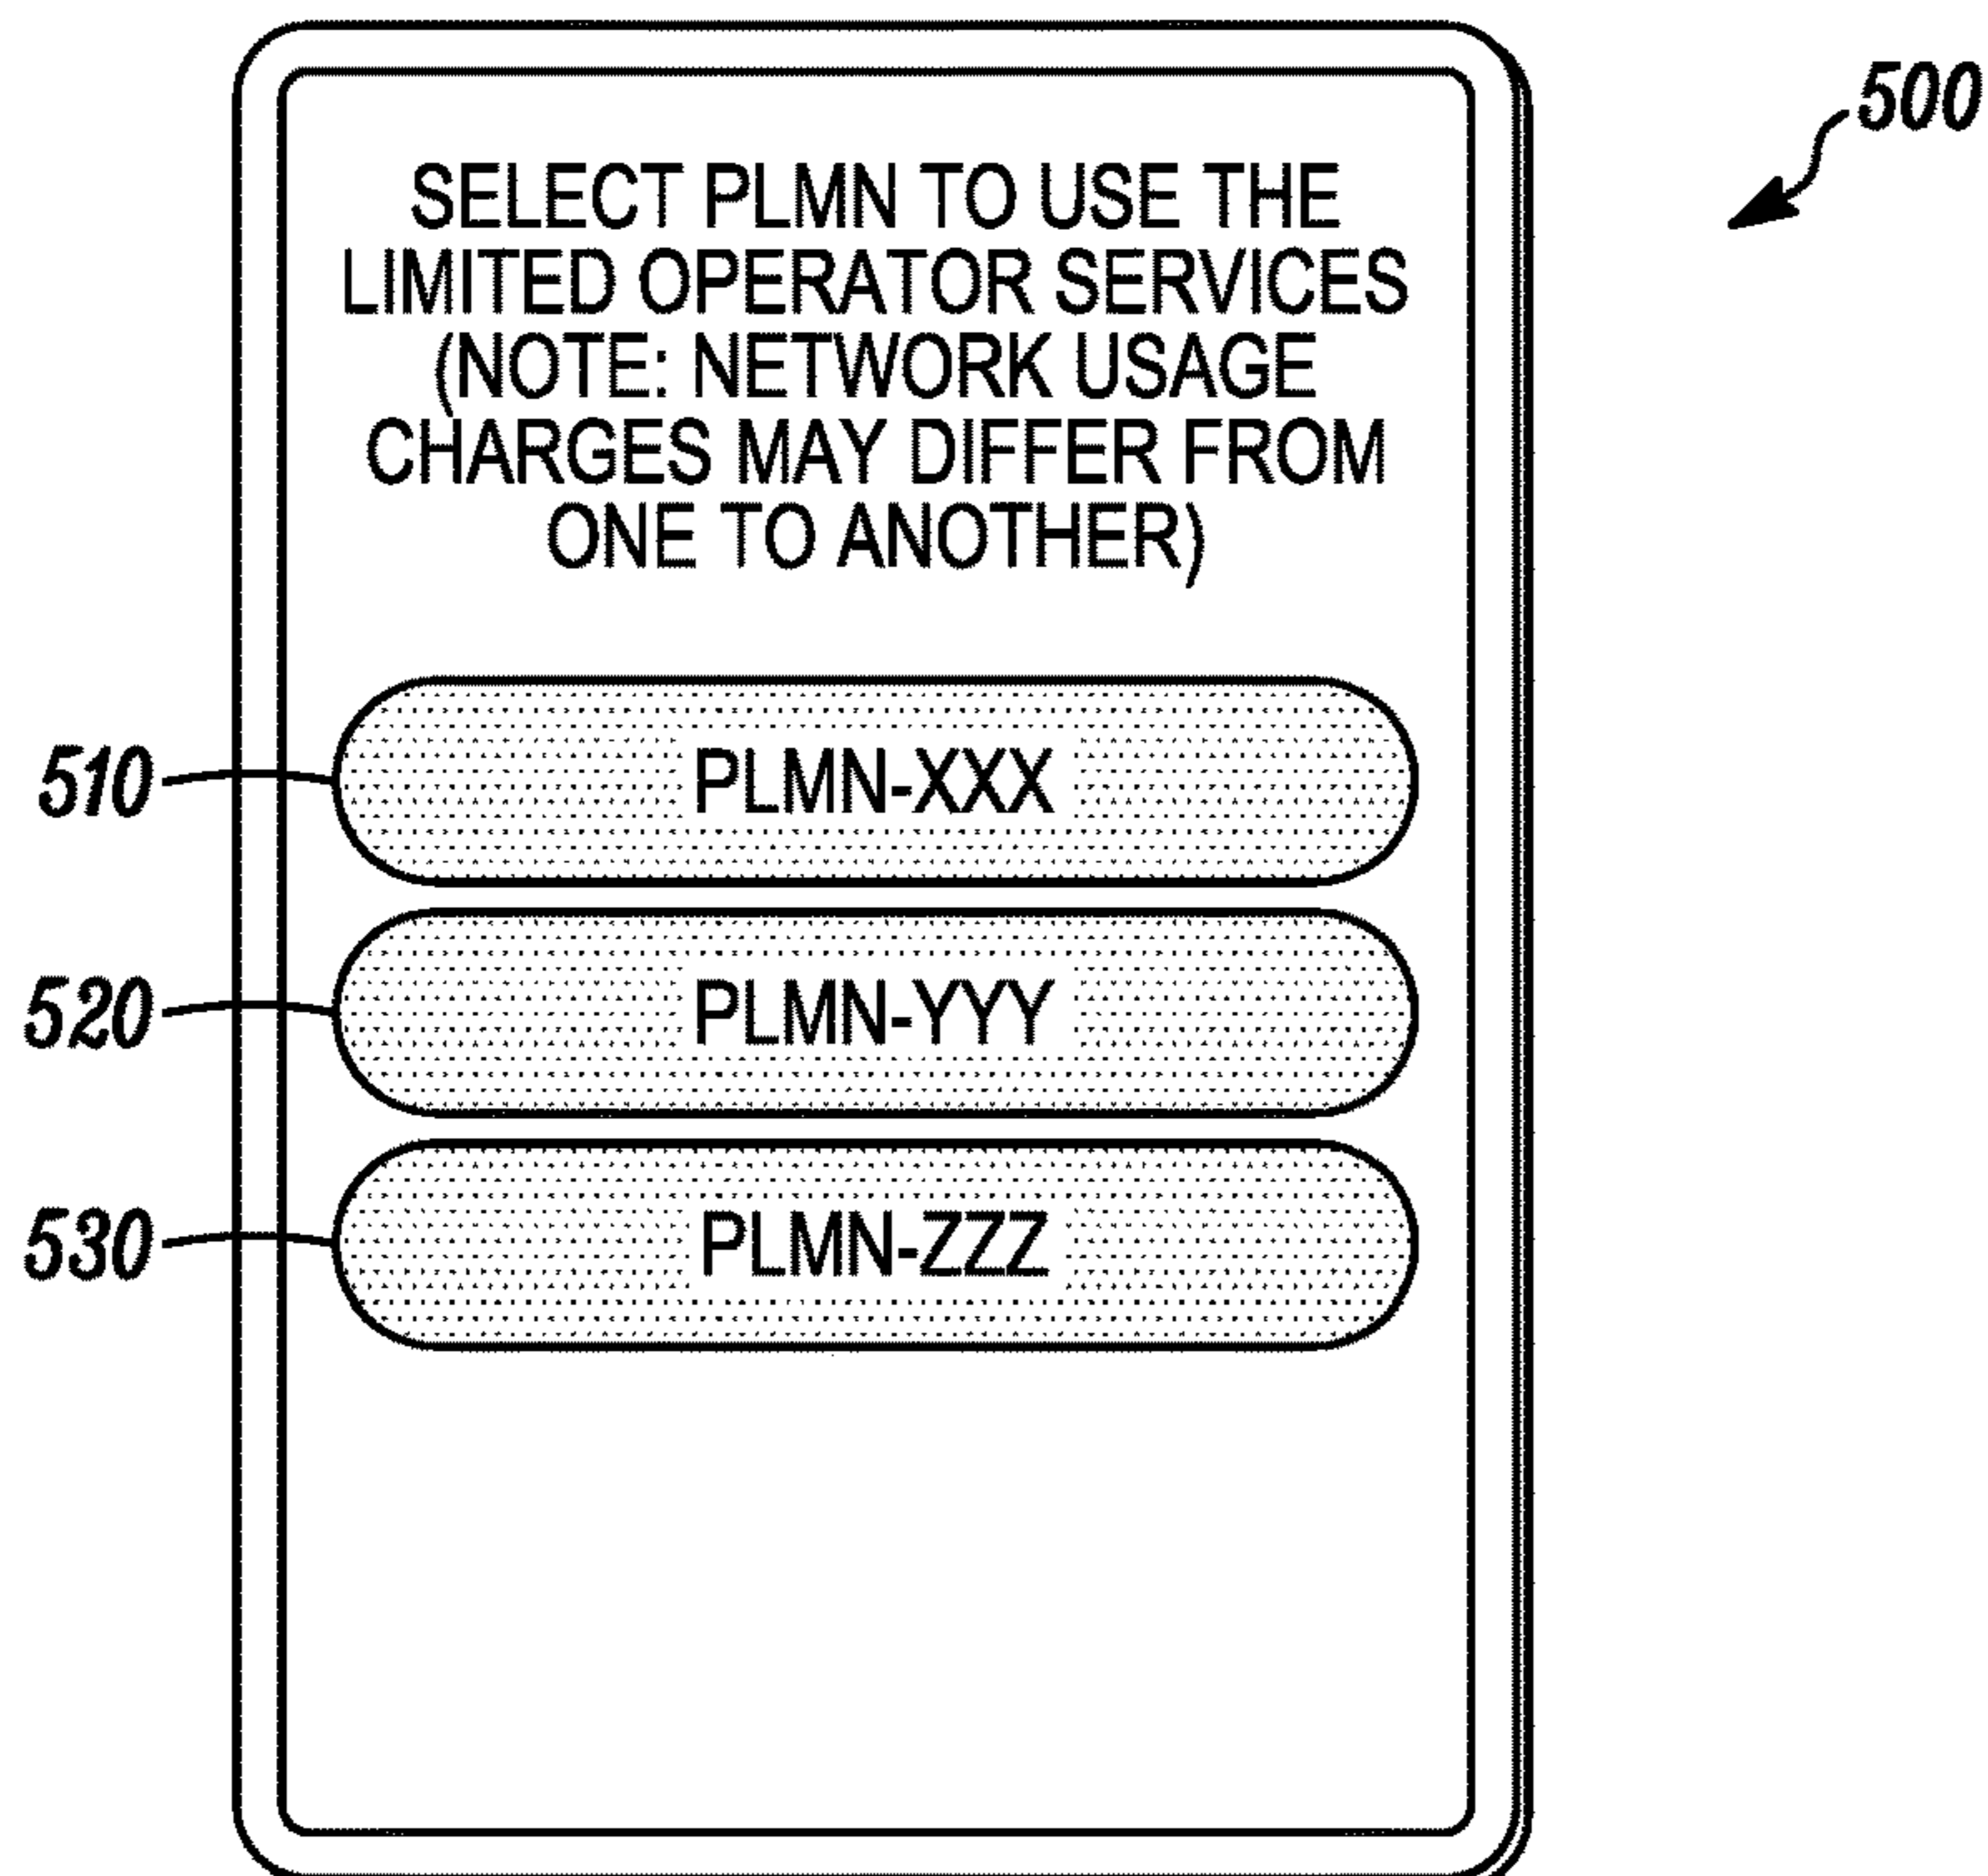 500
SELECT PLMN TO USE THE
LIMITED OPERATOR SERVICES
(NOTE: NETWORK USAGE
CHARGES MAY DIFFER FROM
ONE TO ANOTHER)
510
PLMN-XXX
520
PLMN-YYY
530
PLMN-ZZZ